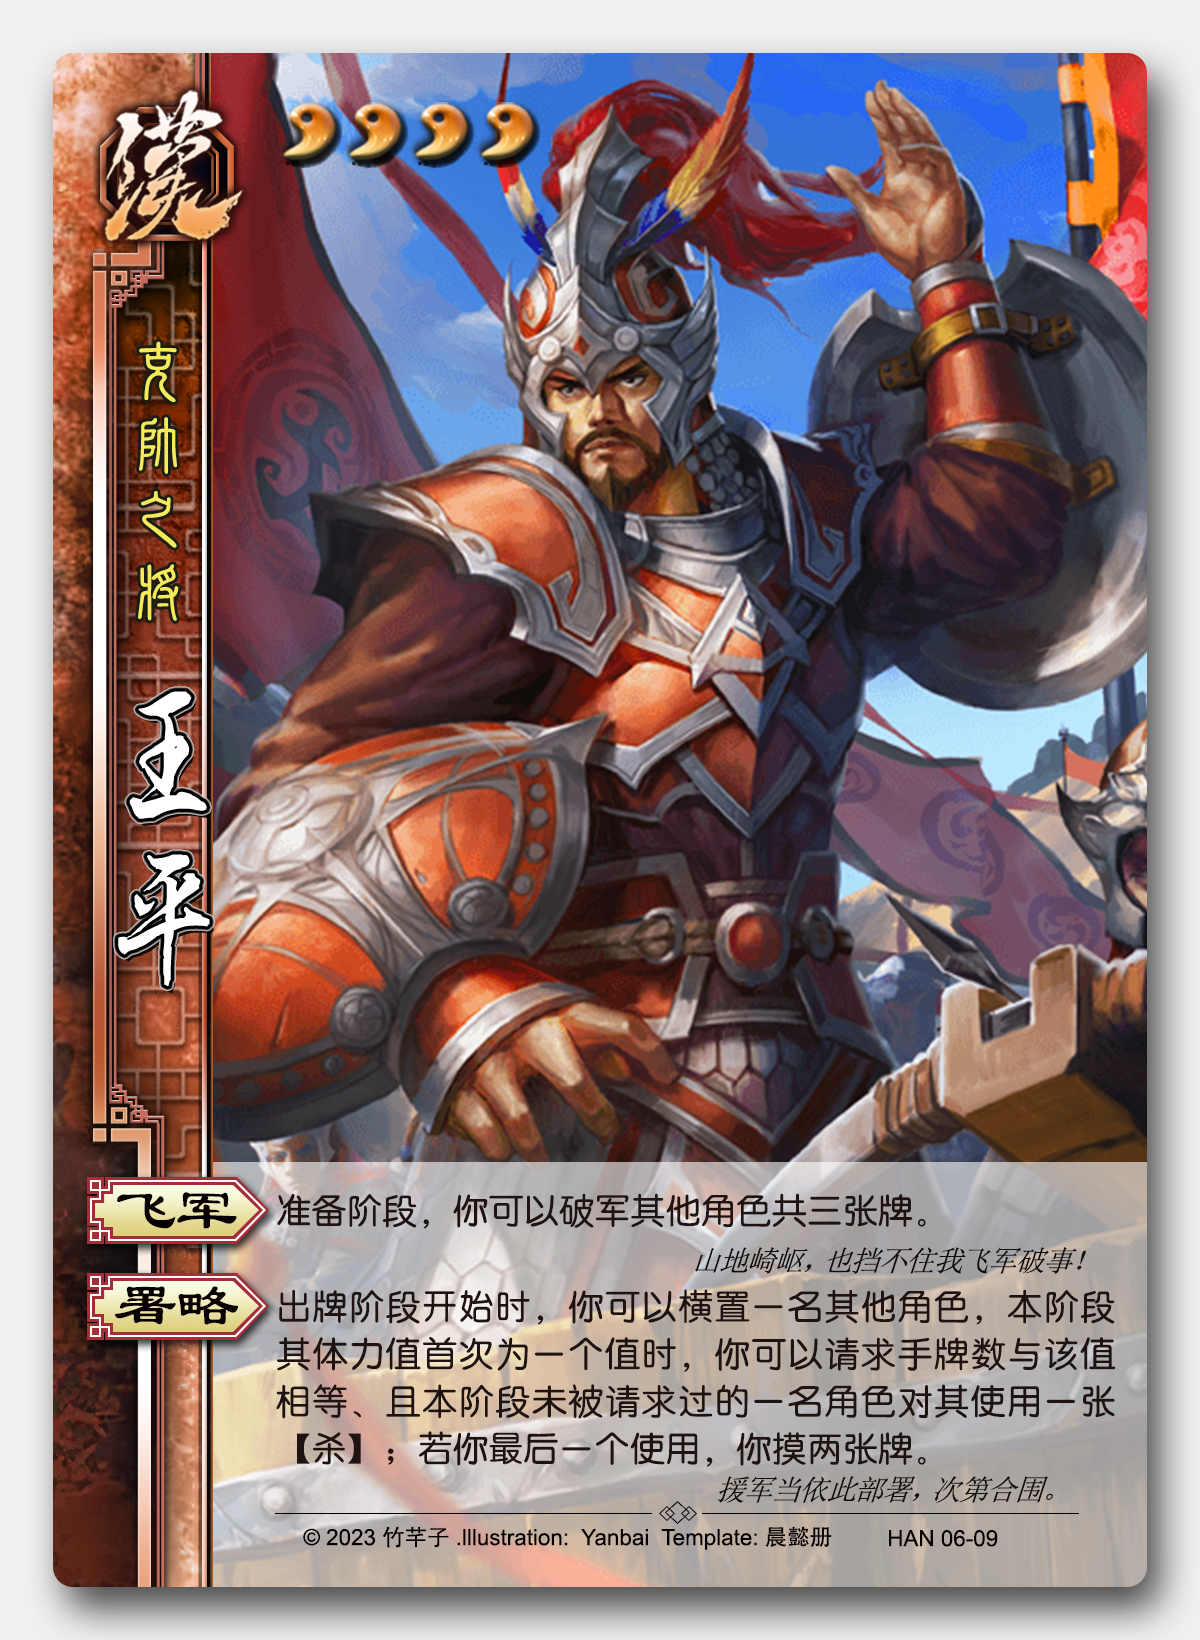 漢
克帥之将
王平
飞军
准备阶段，你可以破军其他角色共三张牌。
山地崎岖，也挡不住我飞军破事！
署略
出牌阶段开始时，你可以横置一名其他角色，本阶段
其体力值首次为一个值时，你可以请求手牌数与该值
相等、且本阶段未被请求过的一名角色对其使用一张
【杀】；若你最后一个使用，你摸两张牌。
援军当依此部署，次第合围。
© 2023 竹芊子 .Illustration: Yanbai Template: 晨懿册 HAN 06-09